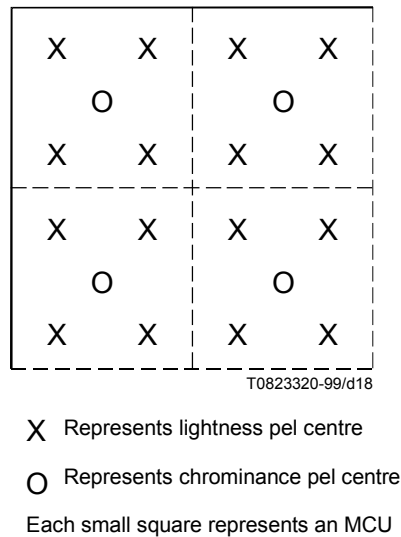 X X X X
O O
X X X X
X X X X
O O
X X X X
T0823320-99/d18
X Represents lightness pel centre
O Represents chrominance pel centre
Each small square represents an MCU